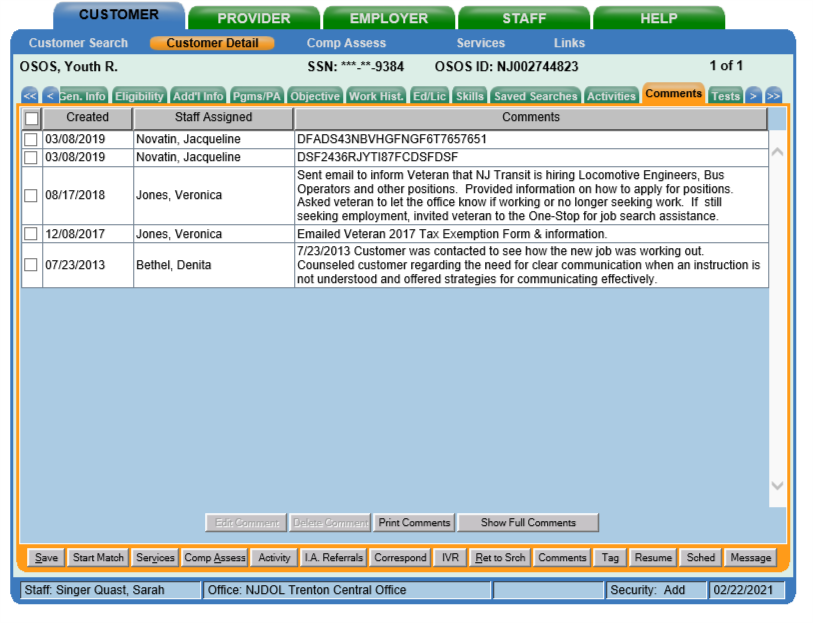 CUSTOMER PROVIDER EMPLOYER STAFF HELP
Customer Search Customer Detail Comp Assess Services Links
OSOS, Youth R. SSN: ***-**-9384 OSOS ID: NJ002744823 1 of 1
<< < Gen. Info Eligibility Add'l Info Pgms/PA Objective Work Hist. Ed/Lic Skills Saved Searches Activities Comments Tests > >>
Created Staff Assigned Comments
03/08/2019 Novatin, Jacqueline DFADS43NBVHGFNGF6T7657651
03/08/2019 Novatin, Jacqueline DSF2436RJYTI87FCDSFDSF
08/17/2018 Jones, Veronica Sent email to inform Veteran that NJ Transit is hiring Locomotive Engineers, Bus
Operators and other positions. Provided information on how to apply for positions.
Asked veteran to let the office know if working or no longer seeking work. If still
seeking employment, invited veteran to the One-Stop for job search assistance.
12/08/2017 Jones, Veronica Emailed Veteran 2017 Tax Exemption Form & information.
07/23/2013 Bethel, Denita 7/23/2013 Customer was contacted to see how the new job was working out.
Counseled customer regarding the need for clear communication when an instruction is
not understood and offered strategies for communicating effectively.
Edit Comment Delete Comment Print Comments Show Full Comments
Save Start Match Services Comp Assess Activity I.A. Referrals Correspond IVR Ret to Srch Comments Tag Resume Sched Message
Staff: Singer Quast, Sarah Office: NJDOL Trenton Central Office Security: Add 02/22/2021